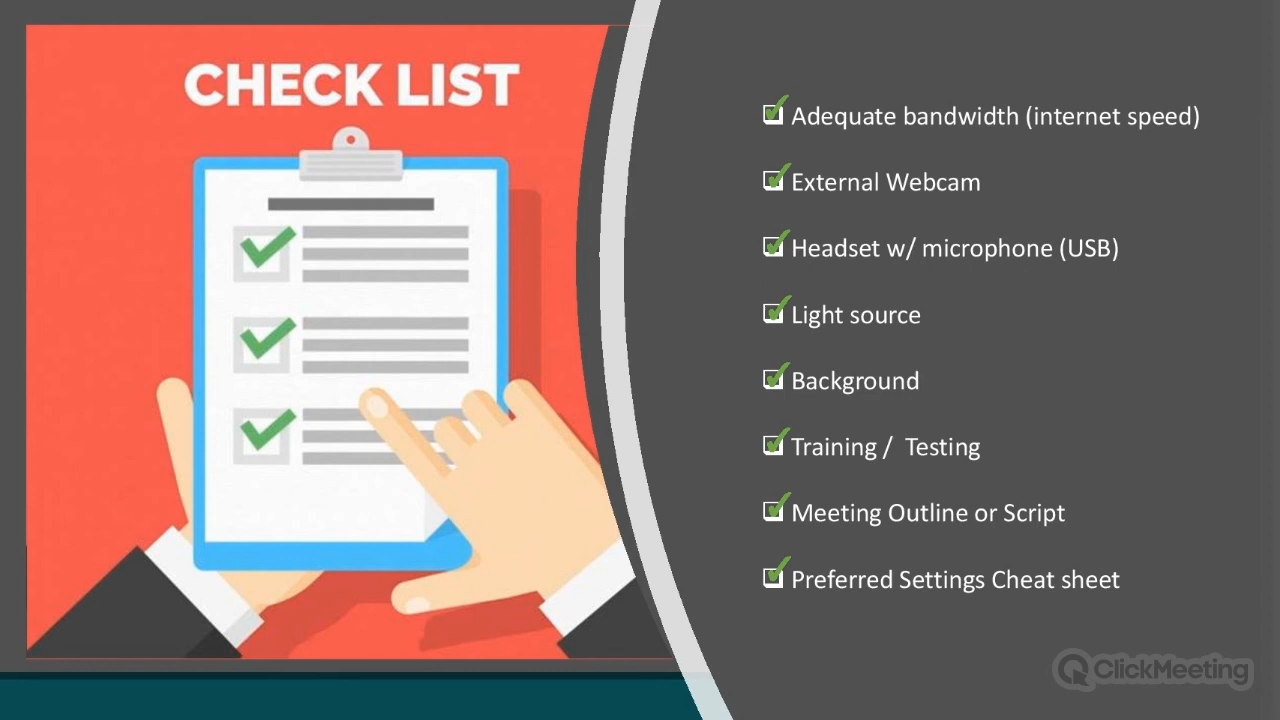 CHECK LIST
Adequate bandwidth (internet speed)
External Webcam
Headset w/ microphone (USB)
Light source
Background
Training /  Testing
Meeting Outline or Script
Preferred Settings Cheat sheet
ClickMeeting